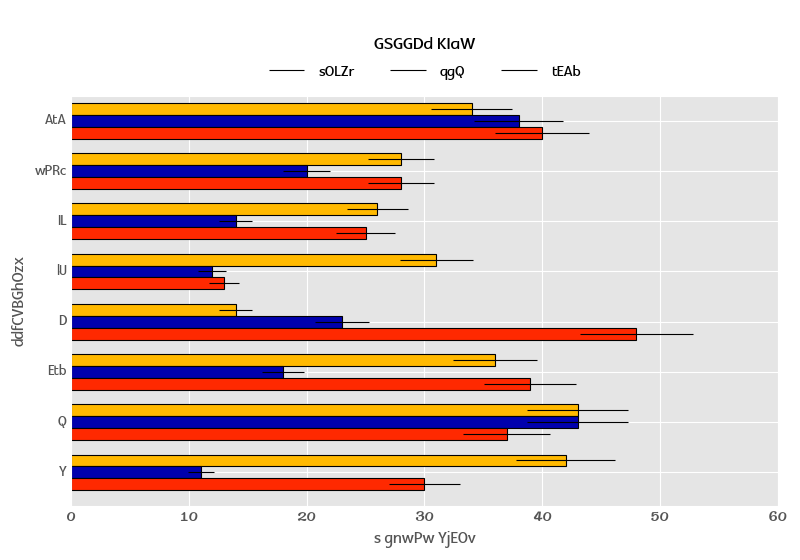 GSGGDd KIaW
sOLZr qgQ tEAb
AtA
wPRc
IL
IU
D
Etb
Q
Y
ddfCVBGhOzx
0 10 20 30 40 50 60
s gnwPw YjEOv